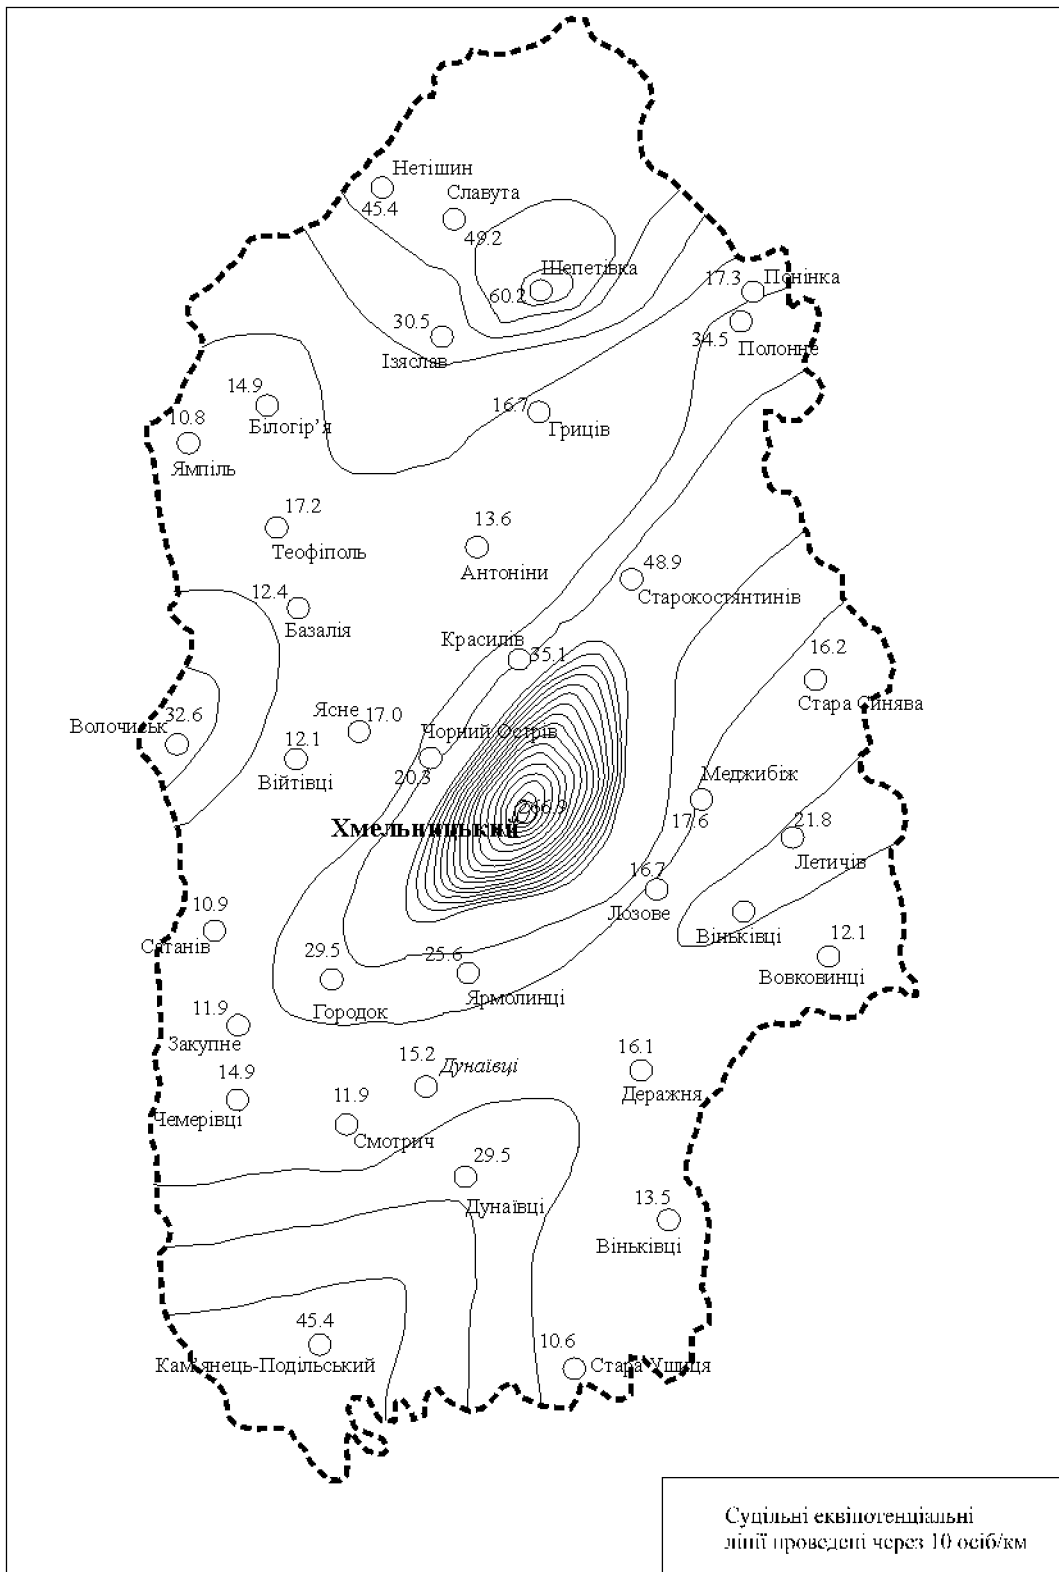 Нетішин
45.4
Славута
49.2
Шепетівка
60.2
17.3
Понінка
34.5
Полонне
30.5
Ізяслав
14.9
Білогір’я
10.8
Ямпіль
16.7
Гриців
17.2
Теофіполь
13.6
Антоніни
48.9
Старокостянтинів
12.4
Базалія
Красилів
35.1
16.2
Стара Синява
32.6
Волочиськ
Ясне
17.0
12.1
Війтівці
Чорний Острів
20.3
Меджибіж
17.6
266.9
Хмельницький
21.8
Летичів
16.7
Лозове
Віньківці
10.9
Сатанів
12.1
Вовковинці
29.5
Городок
25.6
Ярмолинці
11.9
Закупне
15.2
Дунаївці
16.1
Деражня
14.9
Чемерівці
11.9
Смотрич
29.5
Дунаївці
13.5
Віньківці
45.4
Кам'янець-Подільський
10.6
Стара Ушиця
Суцільні еквіпотенціальні
лінії проведені через 10 осіб/км